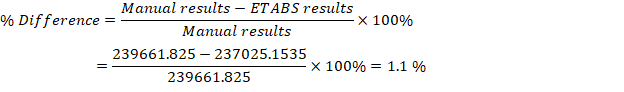 % Difference = (Manual results − ETABS results) / Manual results × 100%
= (239661.825 − 237025.1535) / 239661.825 × 100% = 1.1 %